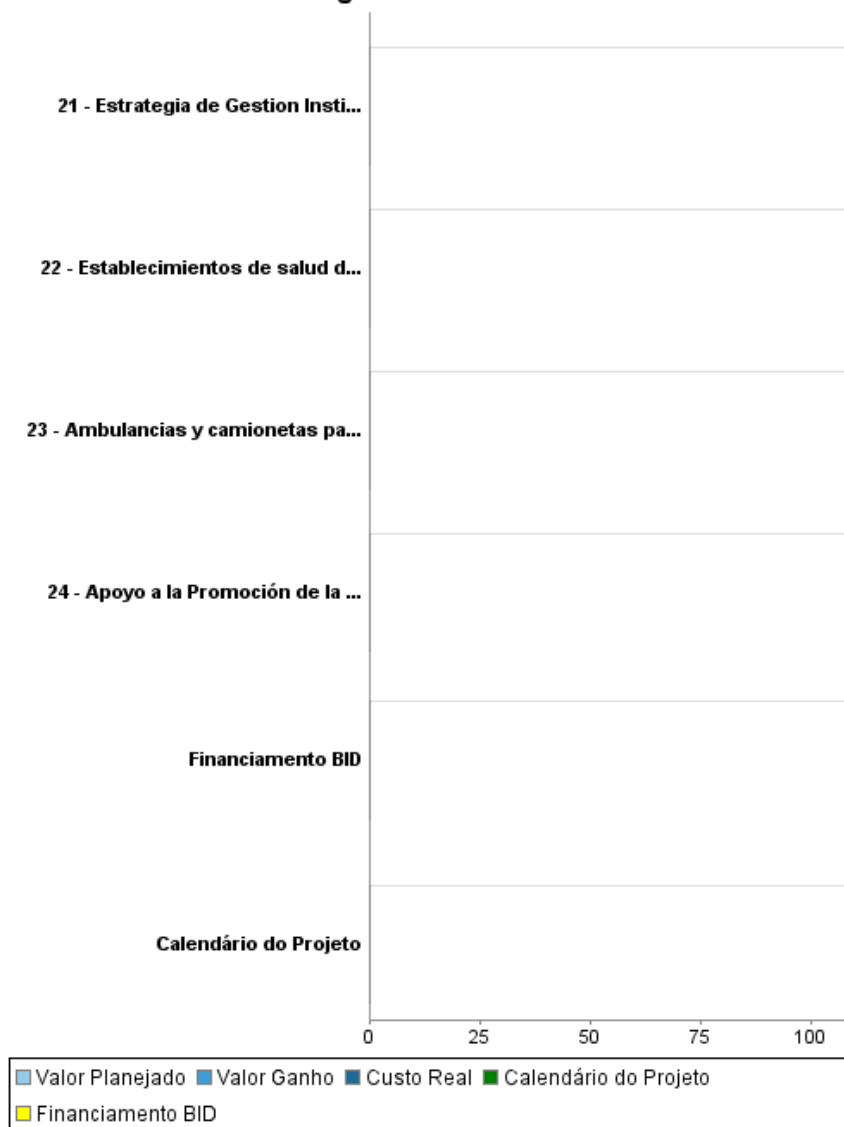 21 - Estrategia de Gestion Insti...
22 - Establecimientos de salud d...
23 - Ambulancias y camionetas pa...
24 - Apoyo a la Promoción de la ...
Financiamento BID
Calendário do Projeto
0 25 50 75 100
Valor Planejado Valor Ganho Custo Real Calendário do Projeto
Financiamento BID